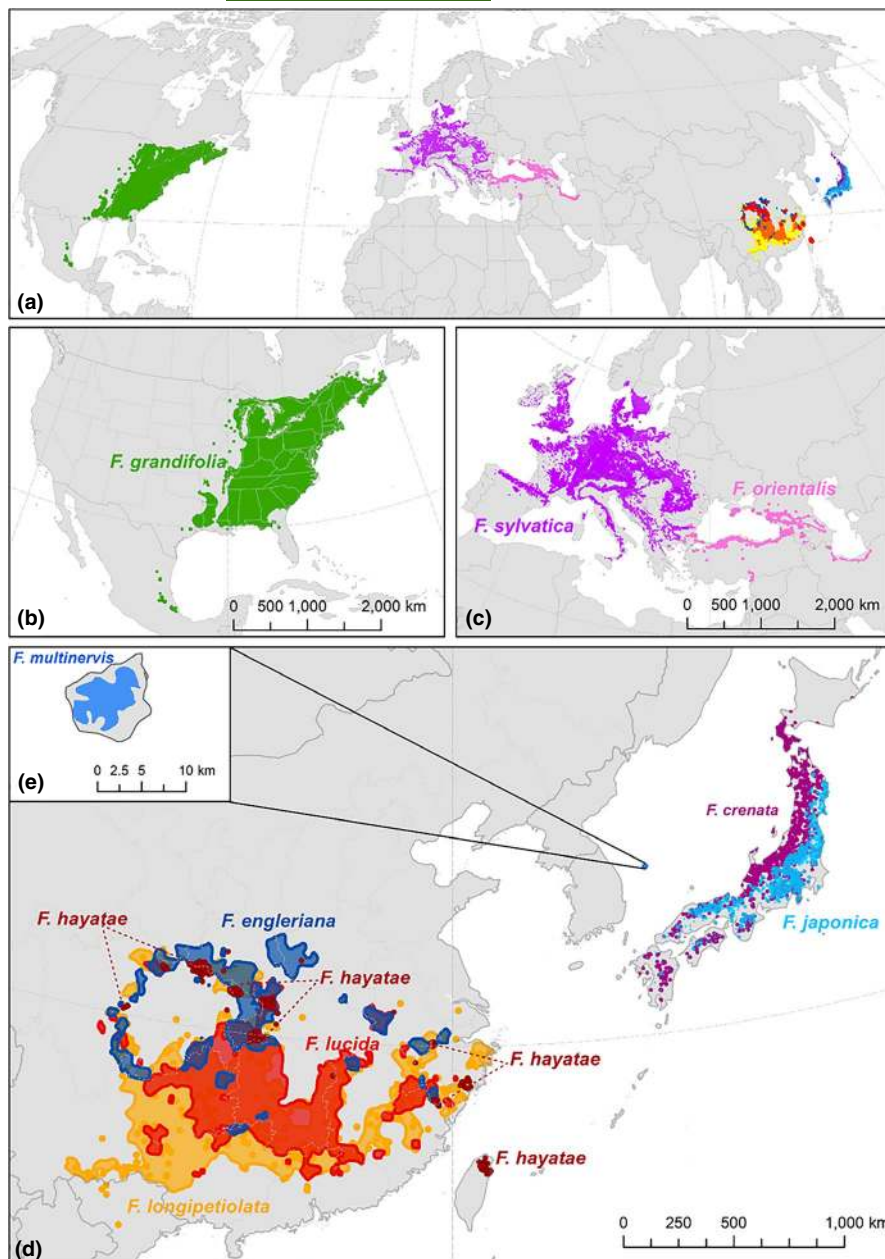 (a)
F. grandifolia
(b)
0 500 1,000 2,000 km
F. sylvatica
F. orientalis
(c)
0 500 1,000 2,000 km
F. multinervis
0 2.5 5 10 km
(e)
F. crenata
F. japonica
F. hayatae
F. engleriana
F. hayatae
F. lucida
F. hayatae
F. hayatae
F. longipetiolata
(d)
0 250 500 1,000 km